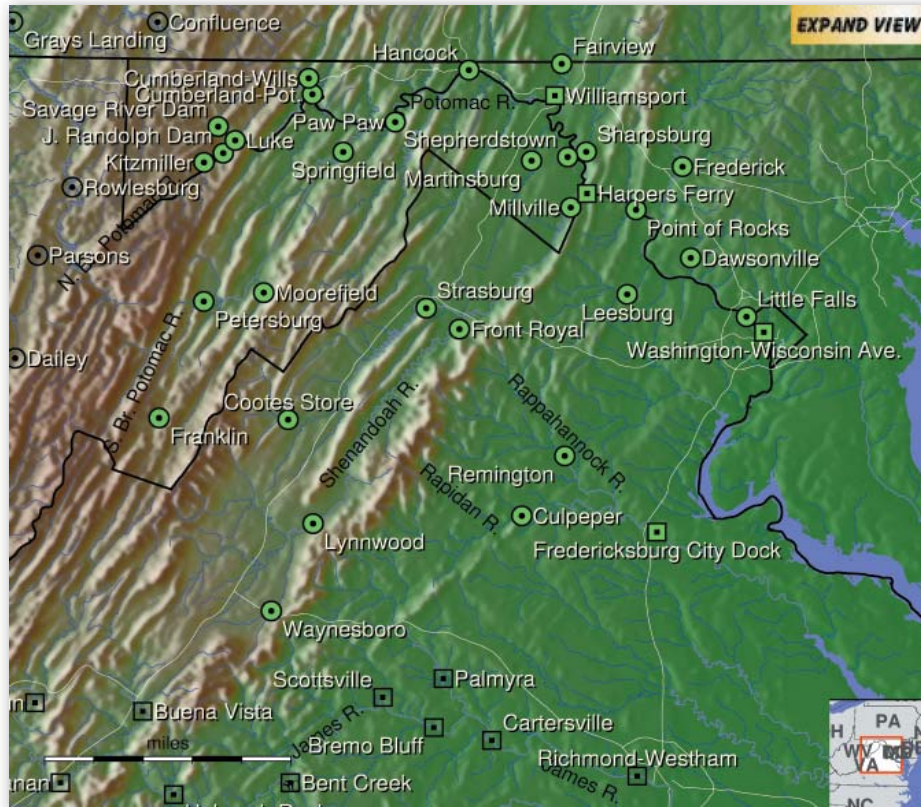 Confluence
Grays Landing
EXPAND VIEW
Hancock
Fairview
Cumberland-Wills
Cumberland-Pot.
Potomac R.
Williamsport
Savage River Dam
Paw Paw
J. Randolph Dam
Luke
Shepherdstown
Sharpsburg
Kitzmiller
Springfield
Martinsburg
Frederick
Rowlesburg
Harpers Ferry
Millville
Point of Rocks
Parsons
N. Br. Potomac R.
Dawsonville
Moorefield
Strasburg
Leesburg
Little Falls
Petersburg
Front Royal
Washington-Wisconsin Ave.
Dailey
S. Br. Potomac R.
Cootes Store
Shenandoah R.
Rappahannock R.
Franklin
Remington
Rapidan R.
Culpeper
Lynnwood
Fredericksburg City Dock
Waynesboro
Scottsville
Palmyra
Buena Vista
James R.
Bremo Bluff
Cartersville
miles
Richmond-Westham
Bent Creek
James R.
PA
WV
VA
NC